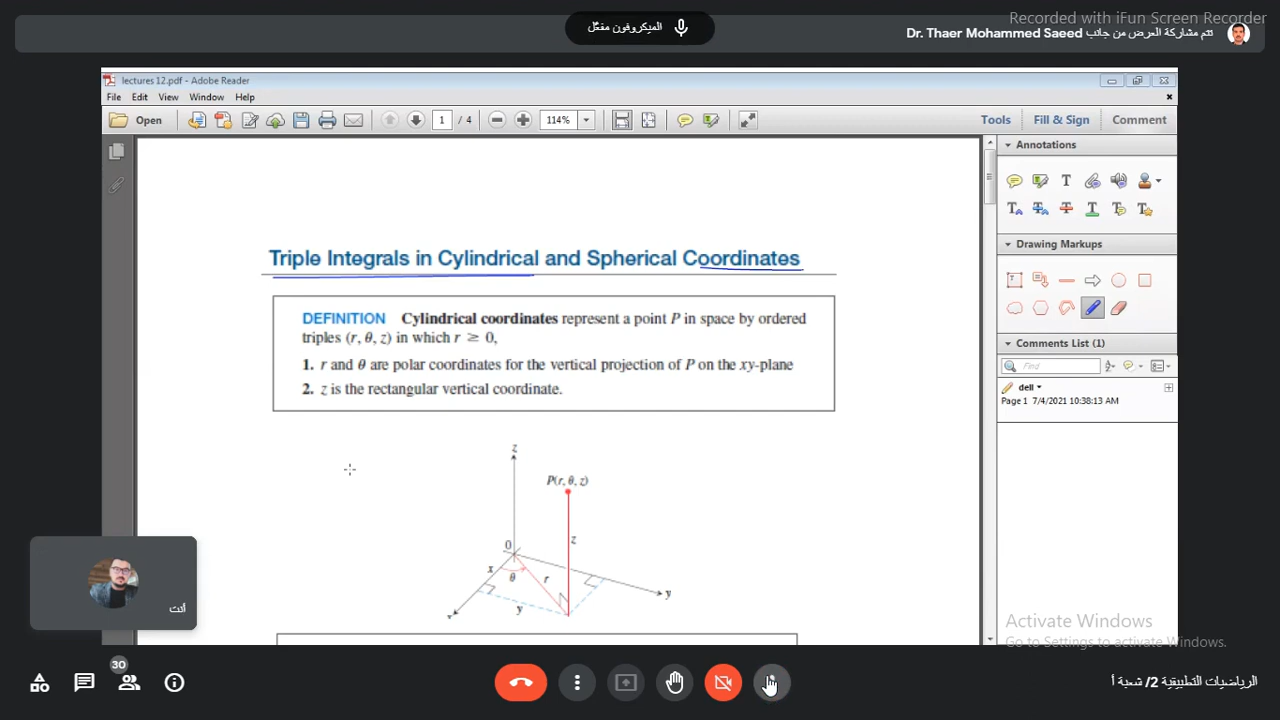 Recorded with iFun Screen Recorder
الميكروفون مفعّل
تتم مشاركة العرض من جانب Dr. Thaer Mohammed Saeed
lectures 12.pdf - Adobe Reader
File Edit View Window Help
Open 1 / 4 114% Tools Fill & Sign Comment
Annotations
Drawing Markups
Comments List (1)
Find
dell
Page 1 7/4/2021 10:38:13 AM
Triple Integrals in Cylindrical and Spherical Coordinates
DEFINITION Cylindrical coordinates represent a point P in space by ordered
triples (r, θ, z) in which r ≥ 0,
1. r and θ are polar coordinates for the vertical projection of P on the xy-plane
2. z is the rectangular vertical coordinate.
z
P(r, θ, z)
0
z
x
θ
r
y
y
أنت
Activate Windows
Go to Settings to activate Windows.
30
الرياضيات التطبيقية 2/ شعبة أ